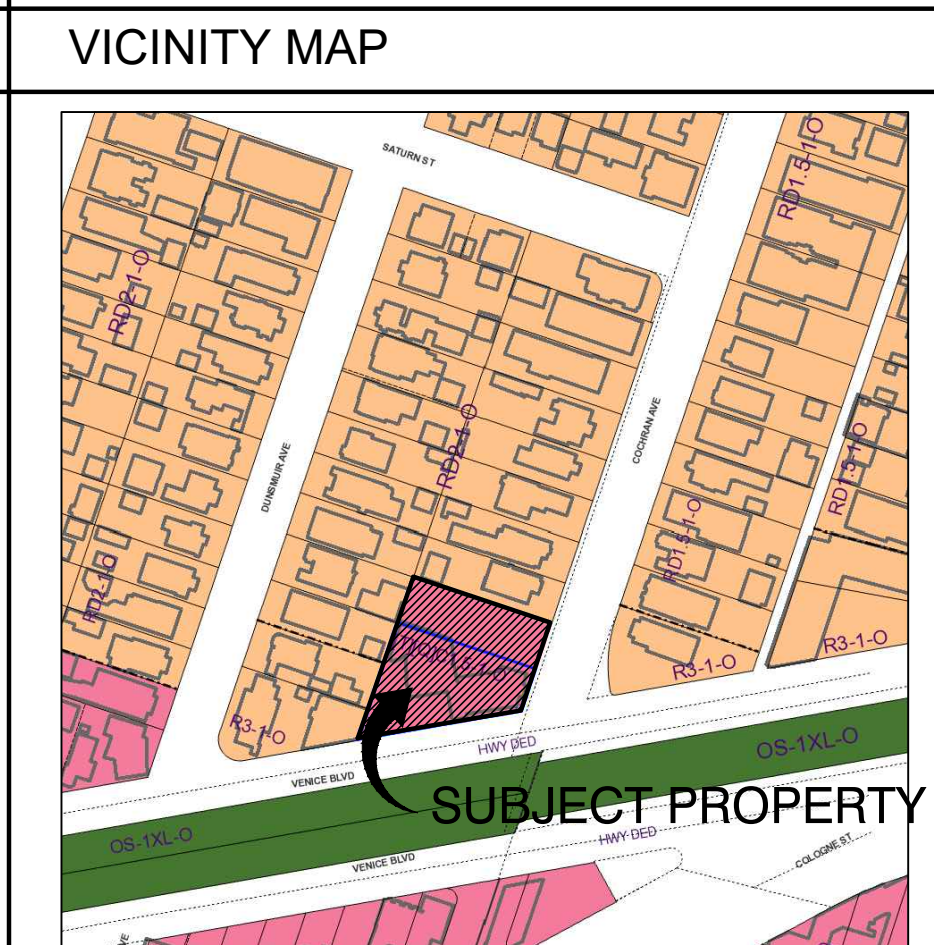 VICINITY MAP
SATURN ST
RD1.5-1-O
RD2-1-O
COCHRAN AVE
RD2-1-O
DUNSMUIR AVE
RD1.5-1-O
RD1.5-1-O
RD2-1-O
R3-1-O
R3-1-O
R3-1-O
HWY DED
OS-1XL-O
VENICE BLVD
SUBJECT PROPERTY
OS-1XL-O
HWY DED
VENICE BLVD
COLOGNE ST